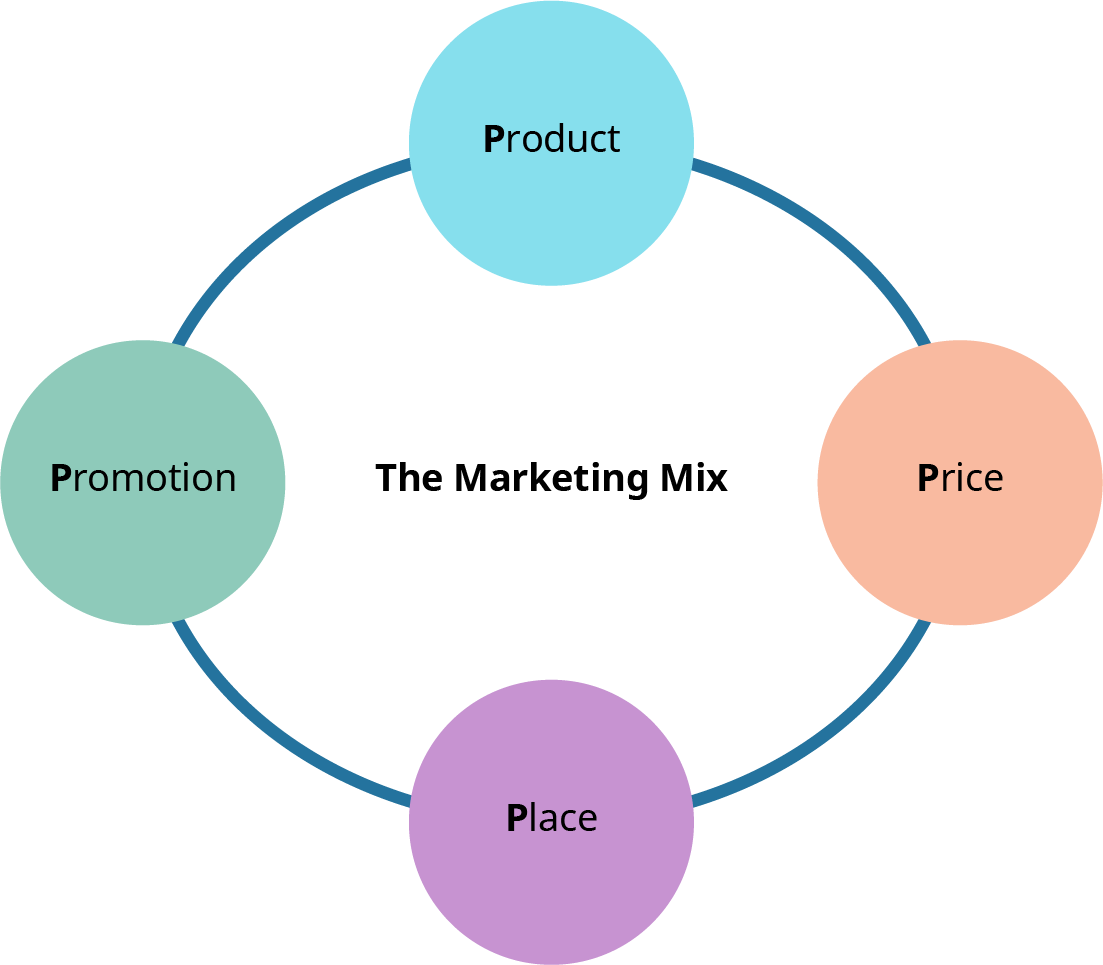 Product
Promotion
The Marketing Mix
Price
Place